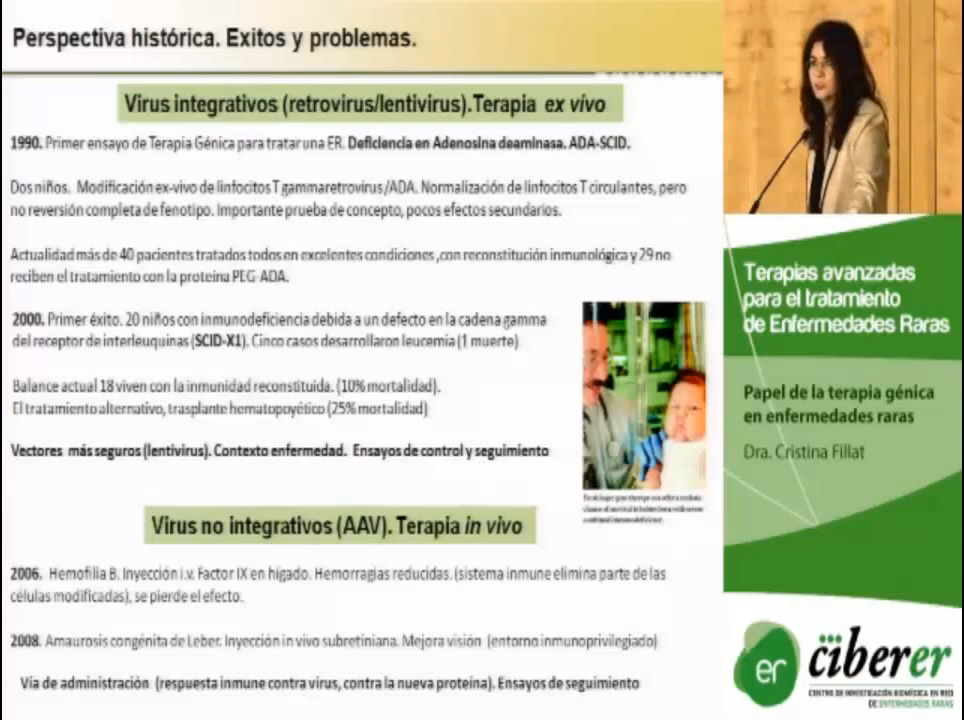 Perspectiva histórica. Exitos y problemas.
Virus integrativos (retrovirus/lentivirus).Terapia ex vivo
1990. Primer ensayo de Terapia Génica para tratar una ER. Deficiencia en Adenosina deaminasa. ADA-SCID.
Dos niños. Modificación ex-vivo de linfocitos T gammaretrovirus/ADA. Normalización de linfocitos T circulantes, pero
no reversión completa de fenotipo. Importante prueba de concepto, pocos efectos secundarios.
Actualidad más de 40 pacientes tratados todos en excelentes condiciones ,con reconstitución inmunológica y 29 no
reciben el tratamiento con la proteina PEG-ADA.
2000. Primer éxito. 20 niños con inmunodeficiencia debida a un defecto en la cadena gamma
del receptor de interleuquinas (SCID-X1). Cinco casos desarrollaron leucemia (1 muerte)
Balance actual 18 viven con la inmunidad reconstituida. (10% mortalidad).
El tratamiento alternativo, trasplante hematopoyético (25% mortalidad)
Vectores más seguros (lentivirus). Contexto enfermedad. Ensayos de control y seguimiento
Virus no integrativos (AAV). Terapia in vivo
2006. Hemofilia B. Inyección i.v. Factor IX en hígado. Hemorragias reducidas. (sistema inmune elimina parte de las
células modificadas), se pierde el efecto.
2008. Amaurosis congénita de Leber. Inyección in vivo subretiniana. Mejora visión (entorno inmunoprivilegiado)
Vía de administración (respuesta inmune contra virus, contra la nueva proteína). Ensayos de seguimiento
Terapias avanzadas
para el tratamiento
de Enfermedades Raras
Papel de la terapia génica
en enfermedades raras
Dra. Cristina Fillat
er
ciberer
CENTRO DE INVESTIGACIÓN BIOMÉDICA EN RED
DE ENFERMEDADES RARAS